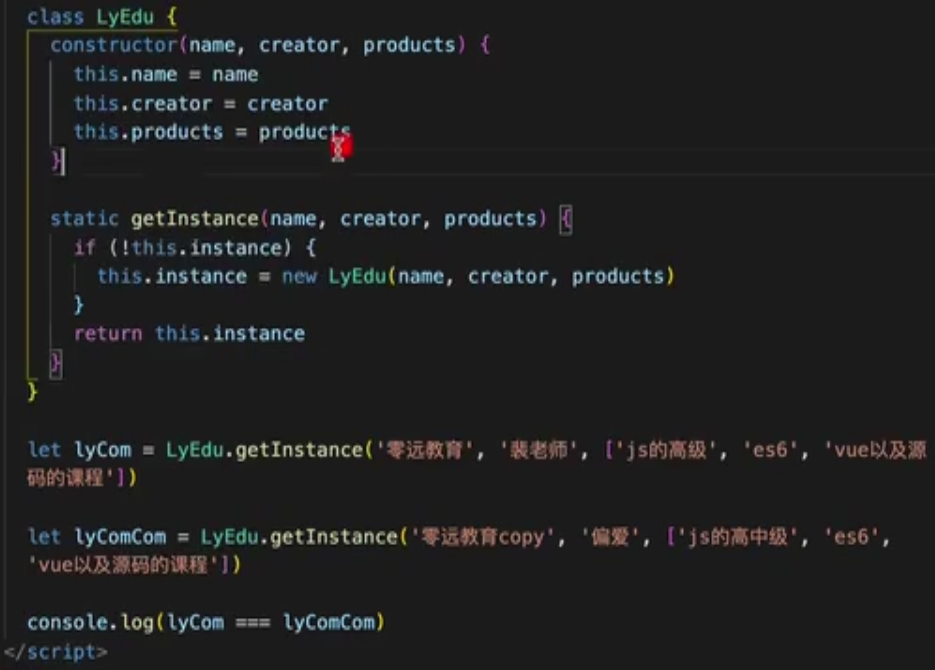 class LyEdu {
constructor(name, creator, products) {
this.name = name
this.creator = creator
this.products = products
}
static getInstance(name, creator, products) {
if (!this.instance) {
this.instance = new LyEdu(name, creator, products)
}
return this.instance
}
}
let lyCom = LyEdu.getInstance('零远教育', '裴老师', ['js的高级', 'es6', 'vue以及源
码的课程'])
let lyComCom = LyEdu.getInstance('零远教育copy', '偏爱', ['js的高中级', 'es6',
'vue以及源码的课程'])
console.log(lyCom === lyComCom)
</script>